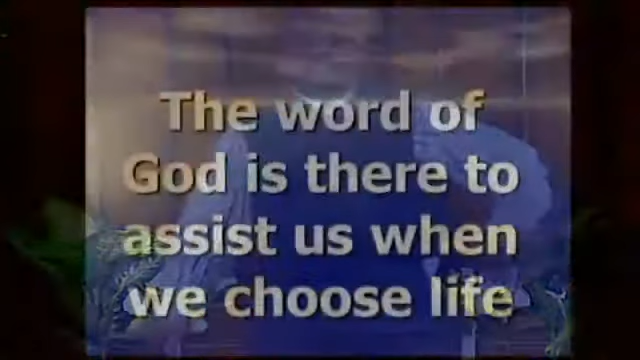 The word of
God is there to
assist us when
we choose life